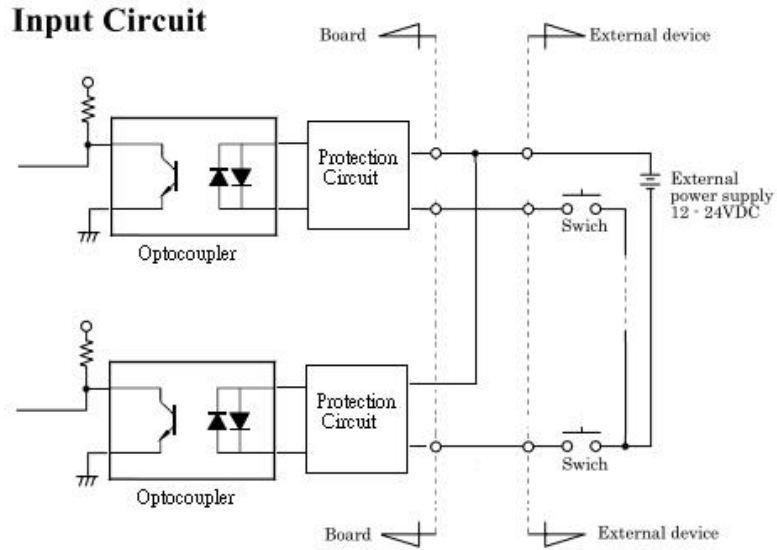 Input Circuit
Board
External device
Protection
Circuit
External
power supply
12 - 24VDC
Swich
Optocoupler
Protection
Circuit
Swich
Optocoupler
Board
External device